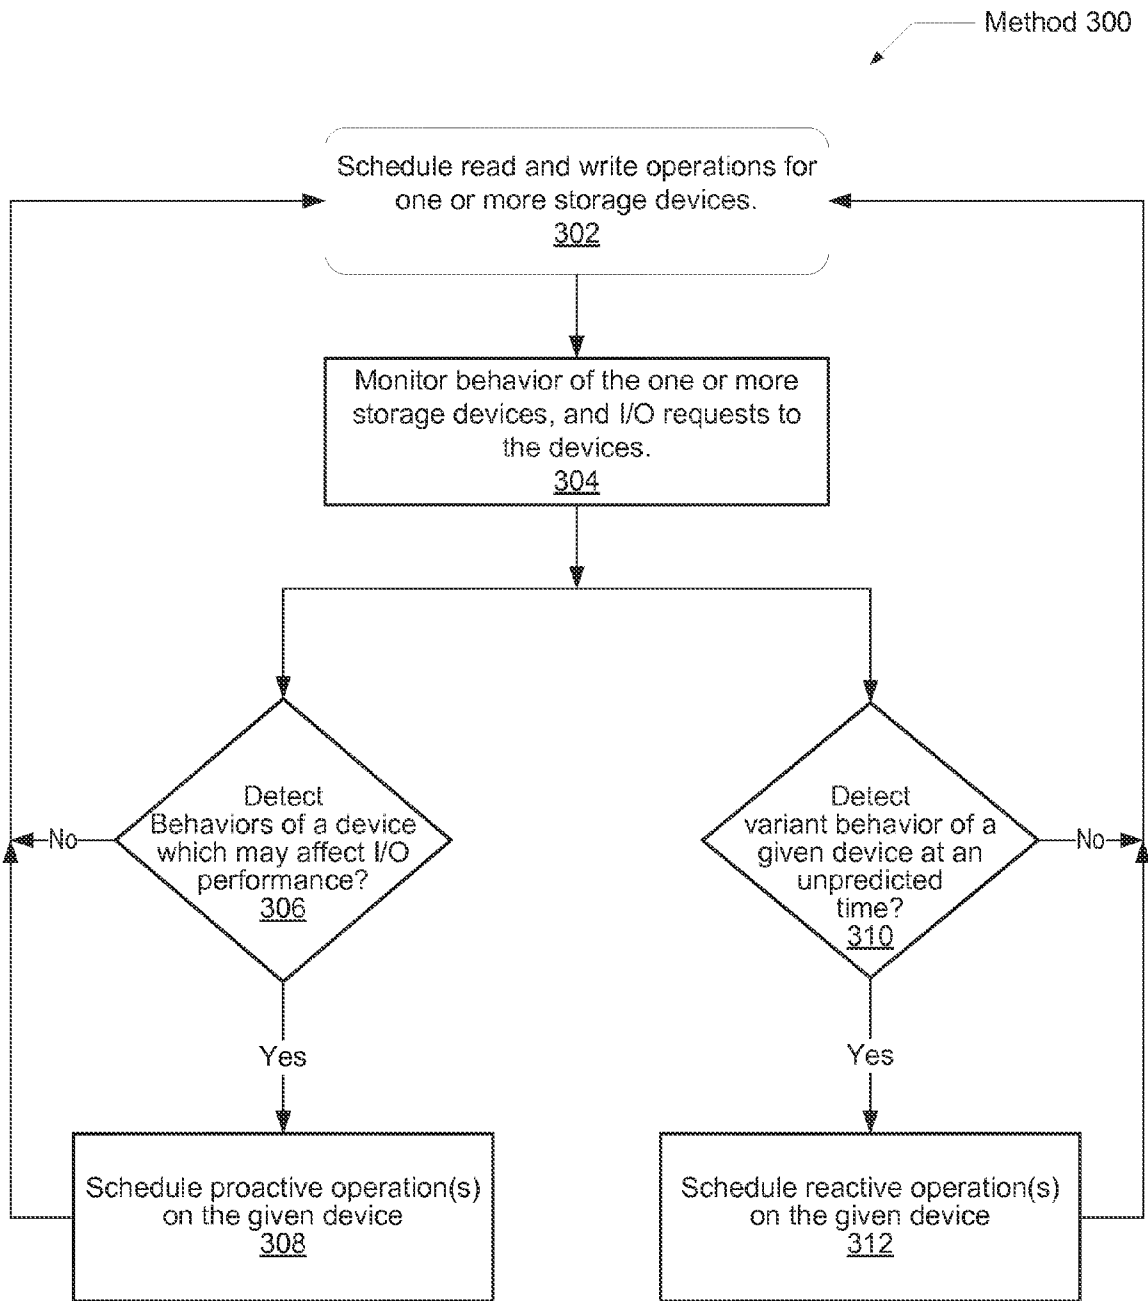 Method 300
Schedule read and write operations for
one or more storage devices.
302
Monitor behavior of the one or more
storage devices, and I/O requests to
the devices.
304
Detect
Behaviors of a device
which may affect I/O
performance?
306
No
Yes
Detect
variant behavior of a
given device at an
unpredicted
time?
310
No
Yes
Schedule proactive operation(s)
on the given device
308
Schedule reactive operation(s)
on the given device
312